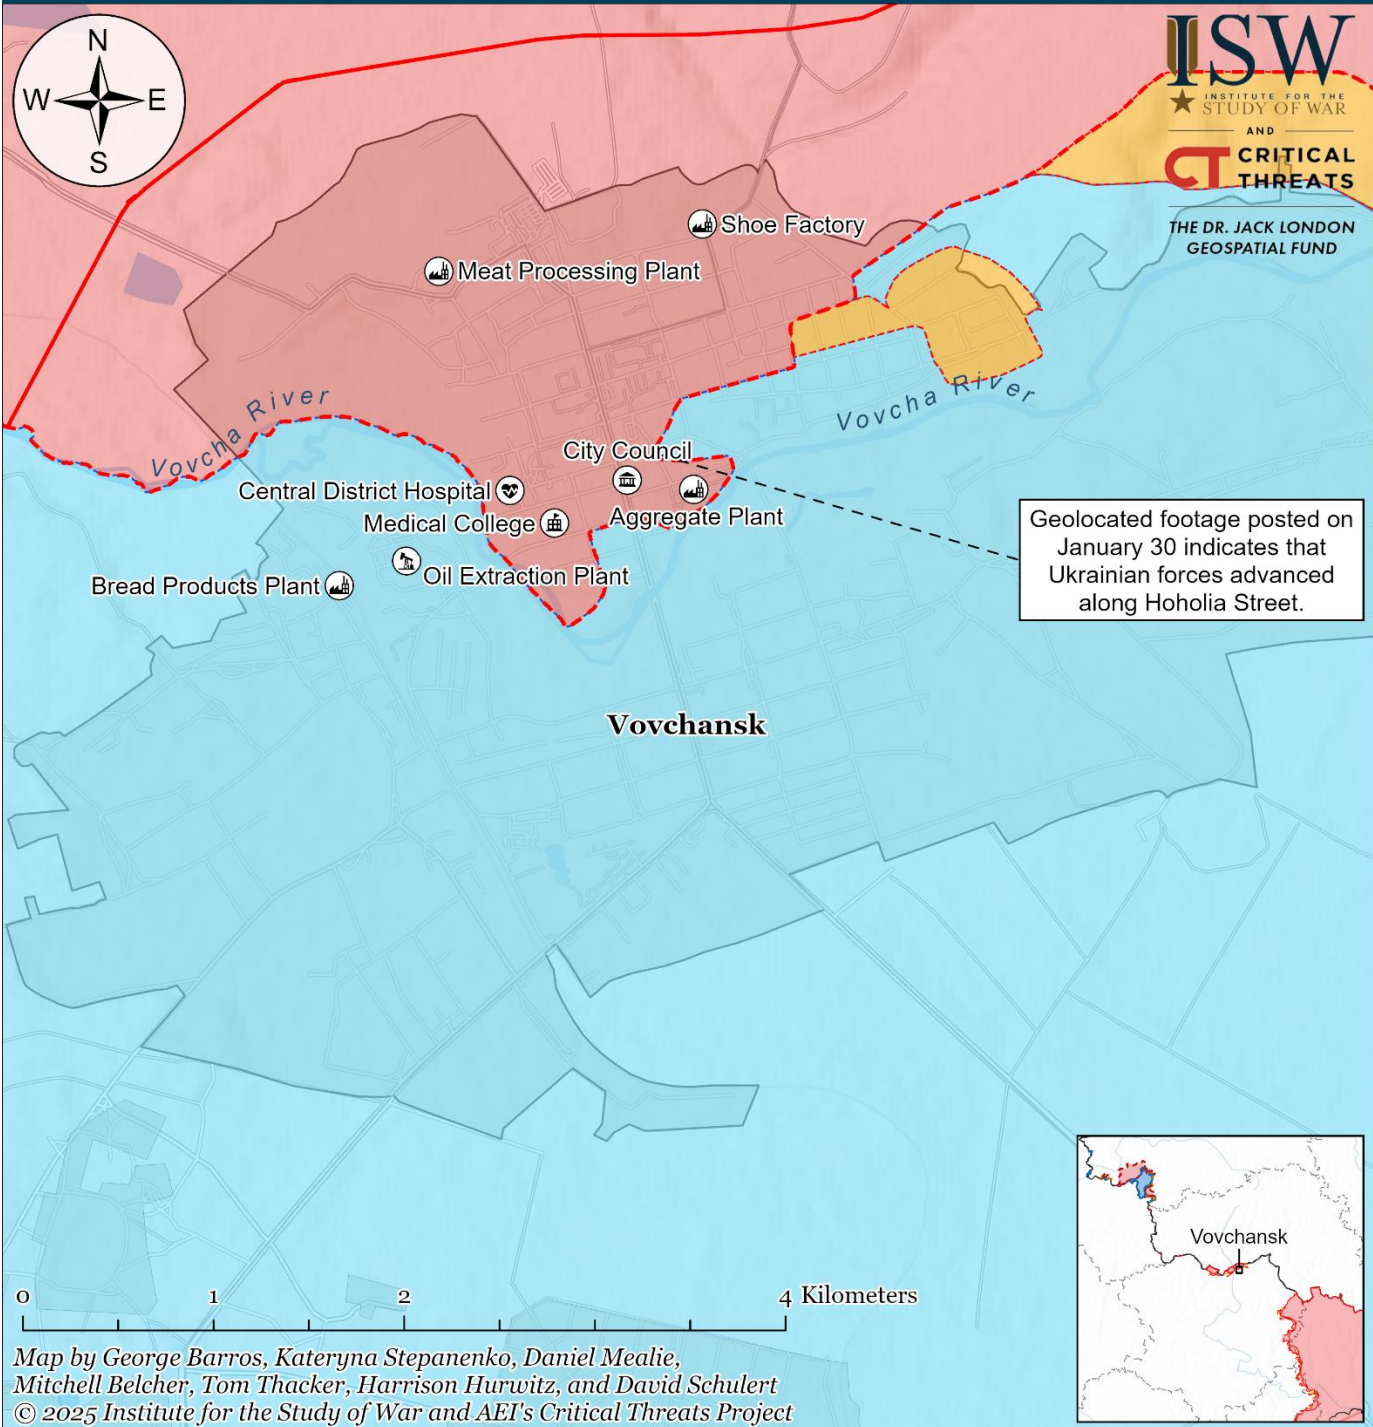 N
W
E
S
ISW
INSTITUTE FOR THE
STUDY OF WAR
AND
CT CRITICAL
THREATS
THE DR. JACK LONDON
GEOSPATIAL FUND
Shoe Factory
Meat Processing Plant
Vovcha River
Vovcha River
City Council
Central District Hospital
Medical College
Aggregate Plant
Oil Extraction Plant
Bread Products Plant
Geolocated footage posted on
January 30 indicates that
Ukrainian forces advanced
along Hoholia Street.
Vovchansk
Vovchansk
0 1 2 4 Kilometers
Map by George Barros, Kateryna Stepanenko, Daniel Mealie,
Mitchell Belcher, Tom Thacker, Harrison Hurwitz, and David Schulert
© 2025 Institute for the Study of War and AEI's Critical Threats Project